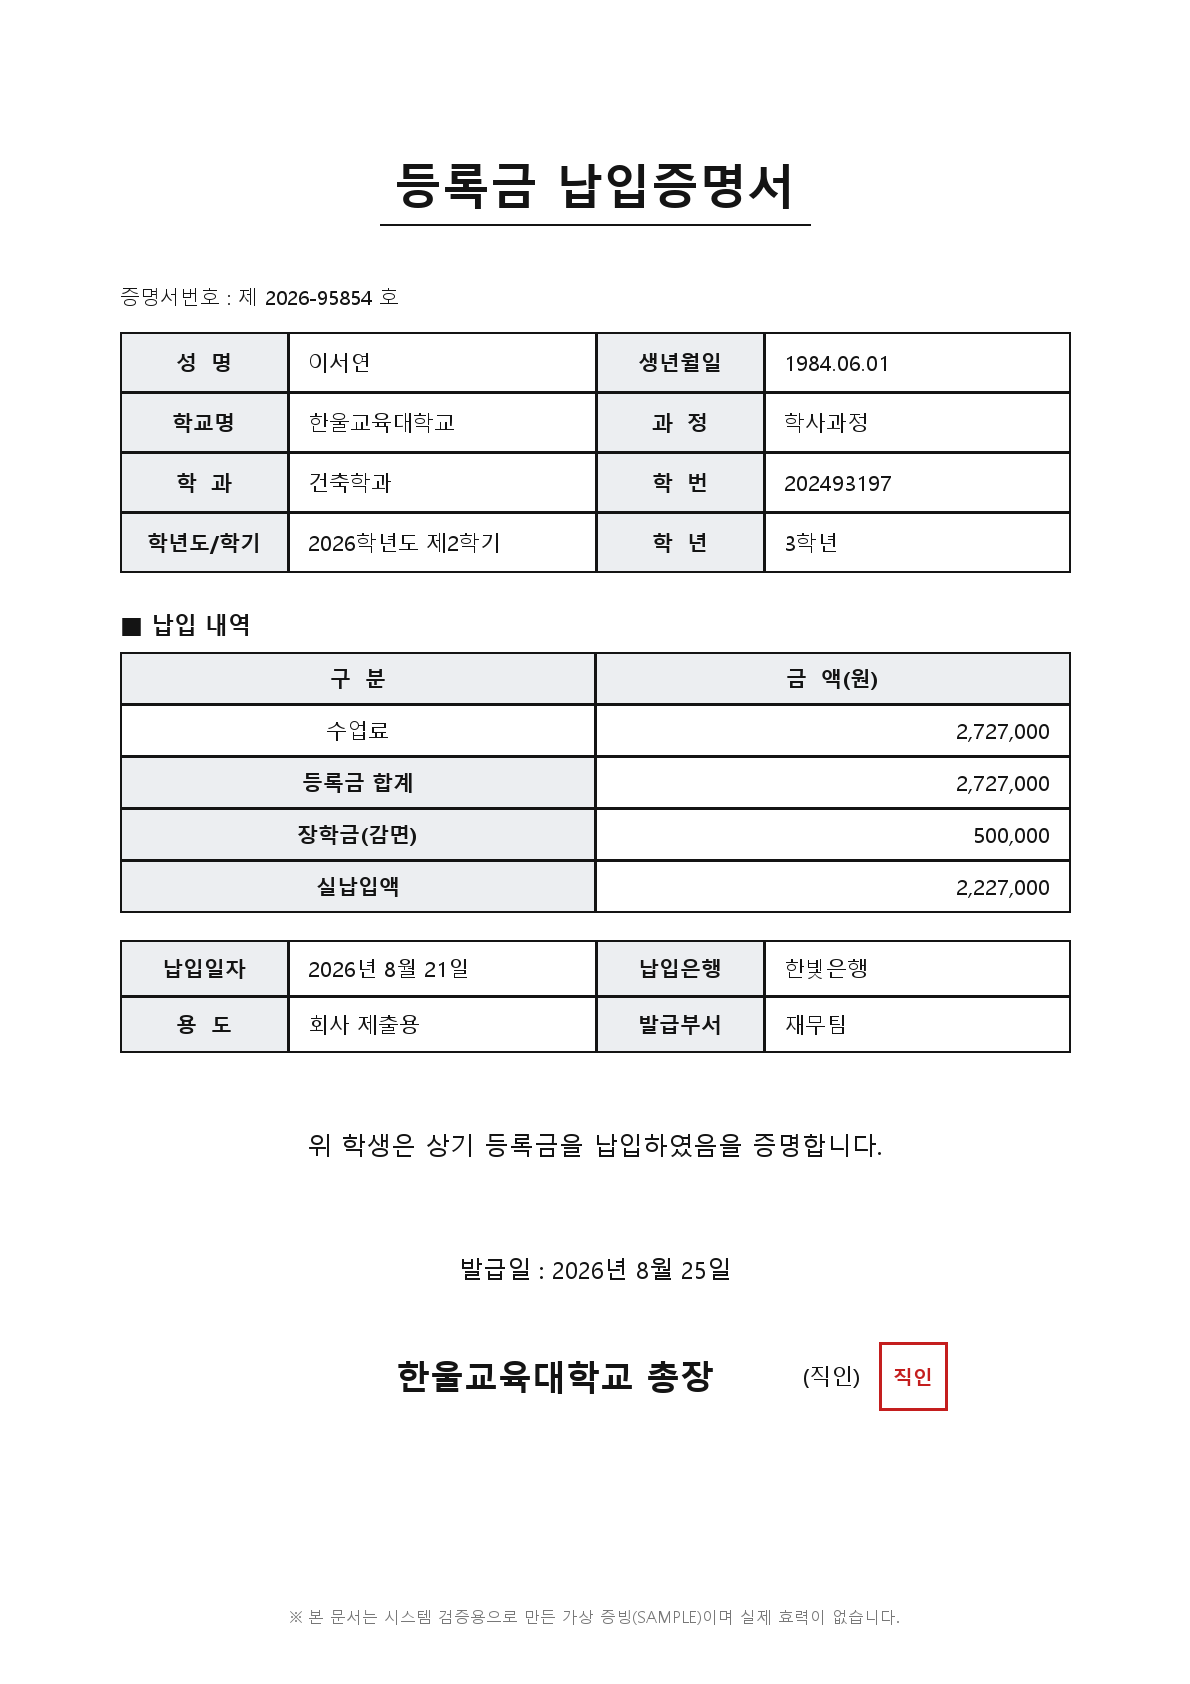 등록금 납입증명서
증명서번호 : 제 2026-95854 호
성 명 이서연 생년월일 1984.06.01
학교명 한울교육대학교 과 정 학사과정
학 과 건축학과 학 번 202493197
학년도/학기 2026학년도 제2학기 학 년 3학년
■ 납입 내역
구 분 금 액(원)
수업료 2,727,000
등록금 합계 2,727,000
장학금(감면) 500,000
실납입액 2,227,000
납입일자 2026년 8월 21일 납입은행 한빛은행
용 도 회사 제출용 발급부서 재무팀
위 학생은 상기 등록금을 납입하였음을 증명합니다.
발급일 : 2026년 8월 25일
한울교육대학교 총장 (직인) 직인
※ 본 문서는 시스템 검증용으로 만든 가상 증빙(SAMPLE)이며 실제 효력이 없습니다.